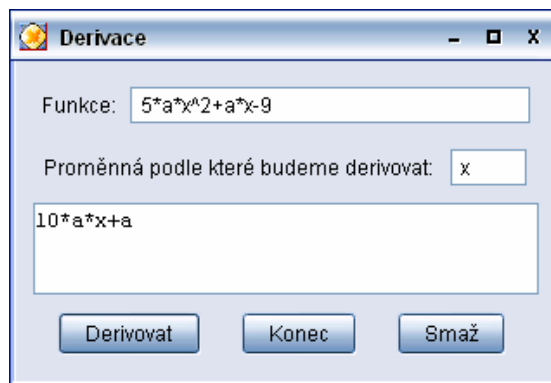 Derivace
Funkce: 5*a*x^2+a*x-9
Proměnná podle které budeme derivovat: x
10*a*x+a
Derivovat Konec Smaž